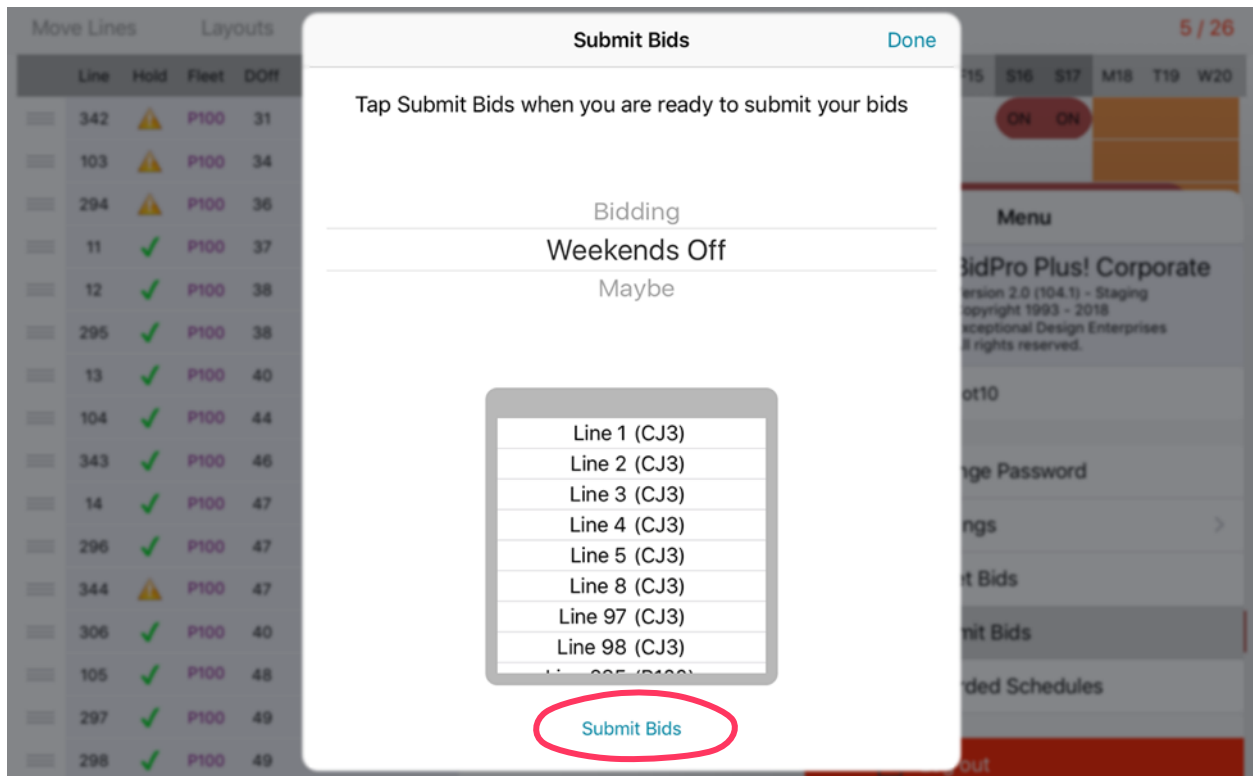 Move Lines Layouts
5 / 26
Submit Bids
Done
Line Hold Fleet DOff
S16 S17 M18 T19 W20
Tap Submit Bids when you are ready to submit your bids
342 P100 31
ON ON
103 P100 34
294 P100 36
11 P100 37
12 P100 38
295 P100 38
13 P100 40
104 P100 44
343 P100 46
14 P100 47
296 P100 47
344 P100 47
306 P100 40
105 P100 48
297 P100 49
298 P100 49
Bidding
Weekends Off
Maybe
Line 1 (CJ3)
Line 2 (CJ3)
Line 3 (CJ3)
Line 4 (CJ3)
Line 5 (CJ3)
Line 8 (CJ3)
Line 97 (CJ3)
Line 98 (CJ3)
Submit Bids
Menu
BidPro Plus! Corporate
Version 2.0 (104.1) - Staging
Copyright 1993 - 2018
Exceptional Design Enterprises
All rights reserved.
ot10
nge Password
ngs
t Bids
mit Bids
rded Schedules
out